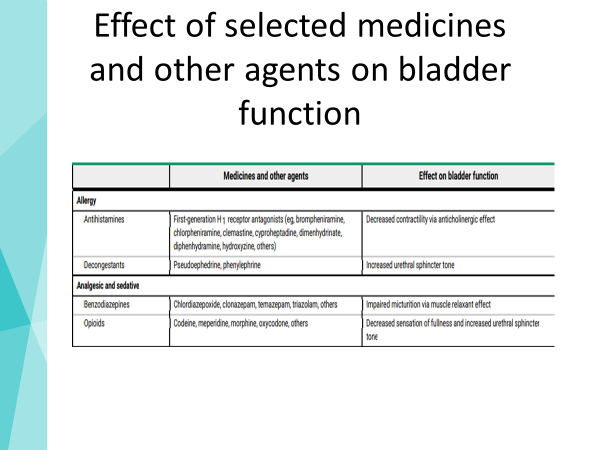 Effect of selected medicines
and other agents on bladder
function
Medicines and other agents Effect on bladder function
Allergy
Antihistamines First-generation H1 receptor antagonists (eg, brompheniramine, Decreased contractility via anticholinergic effect
chlorpheniramine, clemastine, cyproheptadine, dimenhydrinate,
diphenhydramine, hydroxyzine, others)
Decongestants Pseudoephedrine, phenylephrine Increased urethral sphincter tone
Analgesic and sedative
Benzodiazepines Chlordiazepoxide, clonazepam, temazepam, triazolam, others Impaired micturition via muscle relaxant effect
Opioids Codeine, meperidine, morphine, oxycodone, others Decreased sensation of fullness and increased urethral sphincter
tone